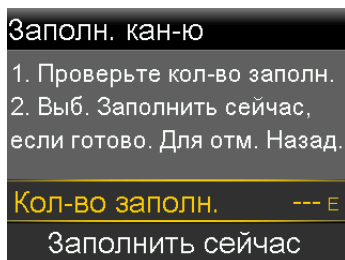 Заполн. кан-ю
1. Проверьте кол-во заполн.
2. Выб. Заполнить сейчас,
если готово. Для отм. Назад.
Кол-во заполн. --- Е
Заполнить сейчас